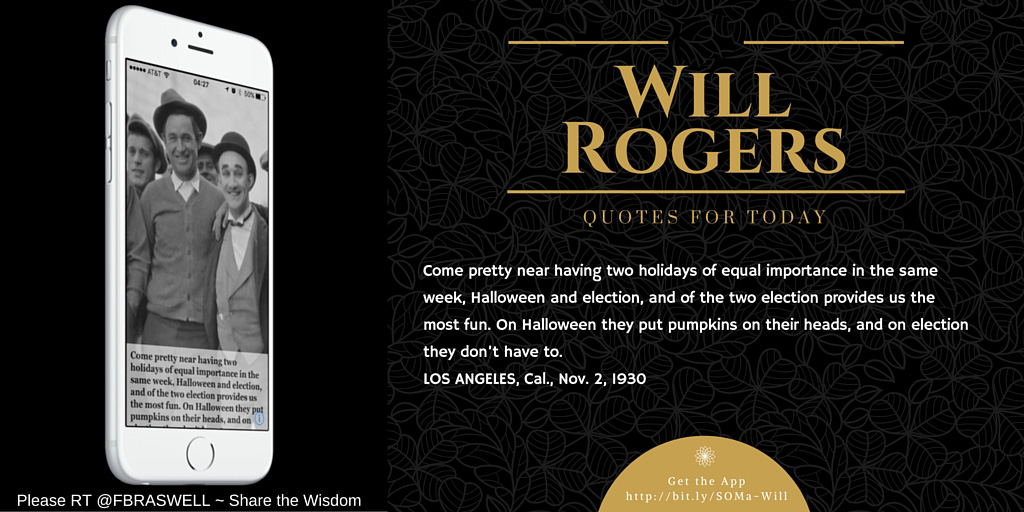 ●●●●● AT&T
04:27
50%
Come pretty near having two
holidays of equal importance in the
same week, Halloween and election,
and of the two election provides us
the most fun. On Halloween they put
pumpkins on their heads, and on
Please RT @FBRASWELL ~ Share the Wisdom
WILL
ROGERS
QUOTES FOR TODAY
Come pretty near having two holidays of equal importance in the same
week, Halloween and election, and of the two election provides us the
most fun. On Halloween they put pumpkins on their heads, and on election
they don't have to.
LOS ANGELES, Cal., Nov. 2, 1930
Get the App
http://bit.ly/SOMa-Will